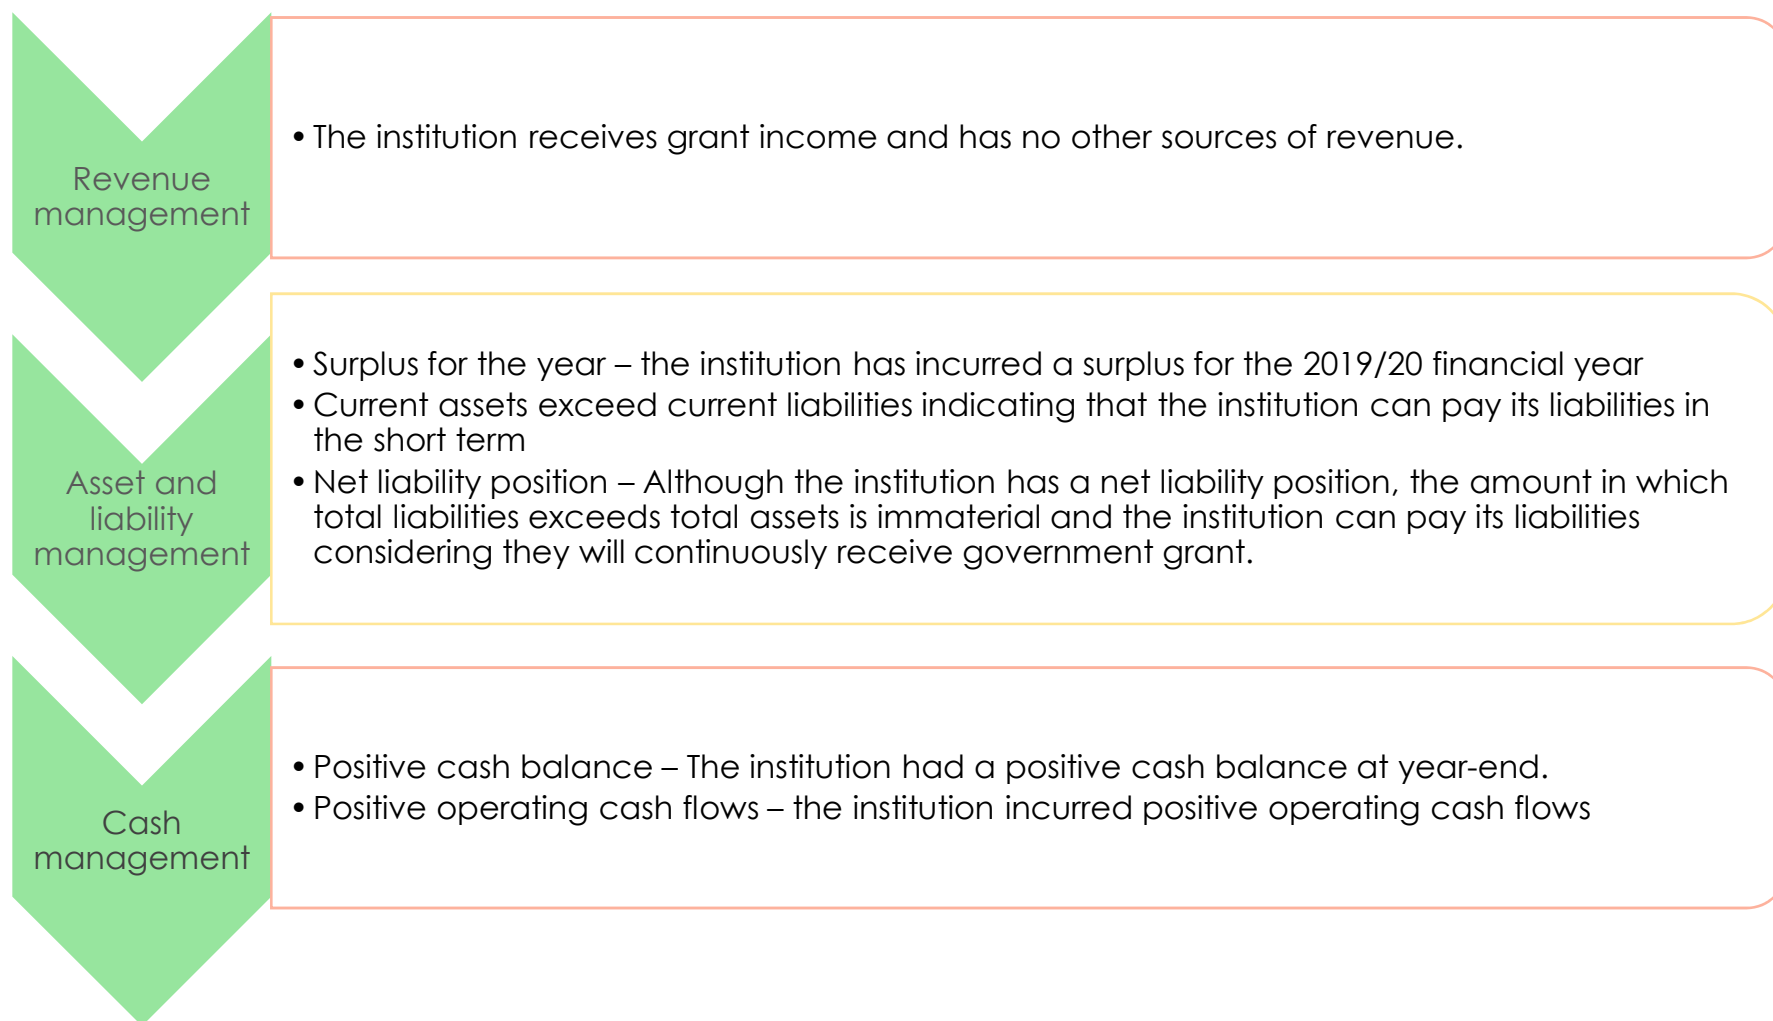 Revenue
management
• The institution receives grant income and has no other sources of revenue.
Asset and
liability
management
• Surplus for the year – the institution has incurred a surplus for the 2019/20 financial year
• Current assets exceed current liabilities indicating that the institution can pay its liabilities in
the short term
• Net liability position – Although the institution has a net liability position, the amount in which
total liabilities exceeds total assets is immaterial and the institution can pay its liabilities
considering they will continuously receive government grant.
Cash
management
• Positive cash balance – The institution had a positive cash balance at year-end.
• Positive operating cash flows – the institution incurred positive operating cash flows